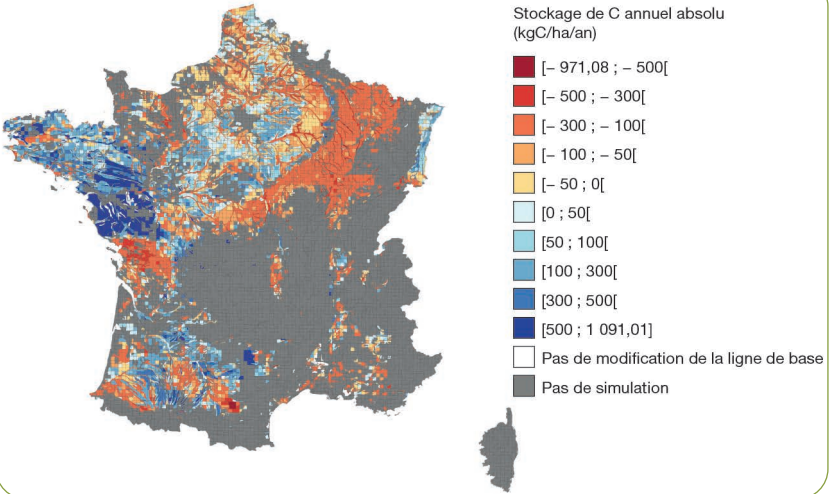 Stockage de C annuel absolu
(kgC/ha/an)
[– 971,08 ; – 500[
[– 500 ; – 300[
[– 300 ; – 100[
[– 100 ; – 50[
[– 50 ; 0[
[0 ; 50[
[50 ; 100[
[100 ; 300[
[300 ; 500[
[500 ; 1 091,01]
Pas de modification de la ligne de base
Pas de simulation